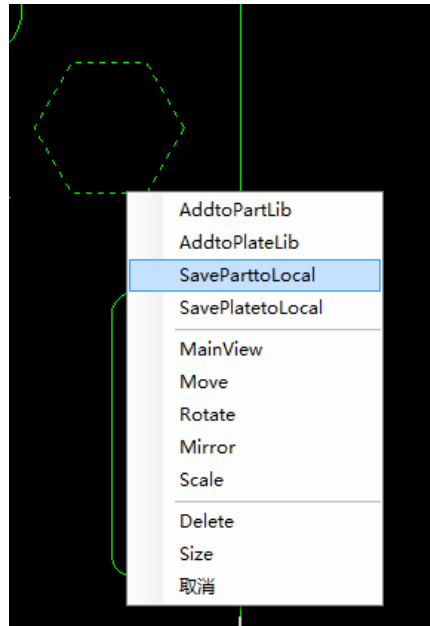 AddtoPartLib
AddtoPlateLib
SaveParttoLocal
SavePlatetoLocal
MainView
Move
Rotate
Mirror
Scale
Delete
Size
取消